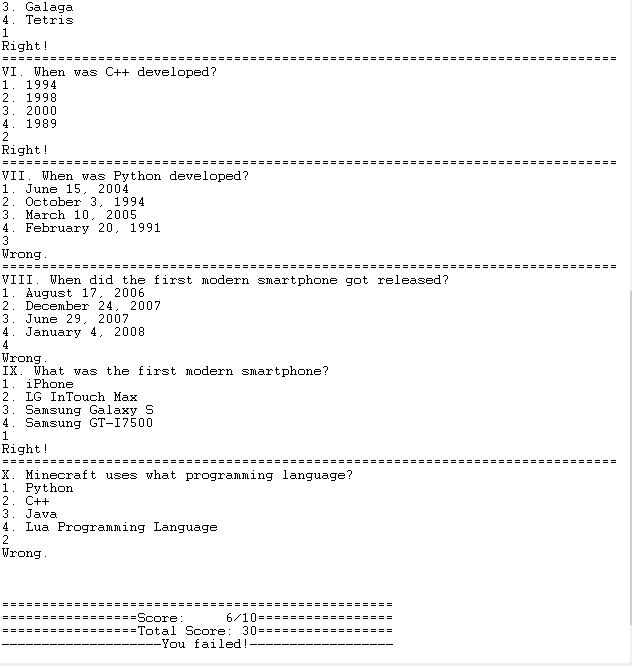 3. Galaga
4. Tetris
1
Right!
=============================================================================
VI. When was C++ developed?
1. 1994
2. 1998
3. 2000
4. 1989
2
Right!
=============================================================================
VII. When was Python developed?
1. June 15, 2004
2. October 3, 1994
3. March 10, 2005
4. February 20, 1991
3
Wrong.
=============================================================================
VIII. When did the first modern smartphone got released?
1. August 17, 2006
2. December 24, 2007
3. June 29, 2007
4. January 4, 2008
4
Wrong.
IX. What was the first modern smartphone?
1. iPhone
2. LG InTouch Max
3. Samsung Galaxy S
4. Samsung GT-I7500
1
Right!
=============================================================================
X. Minecraft uses what programming language?
1. Python
2. C++
3. Java
4. Lua Programming Language
2
Wrong.
=================================================
=================Score:     6/10=================
=================Total Score: 30=================
--------------------You failed!------------------